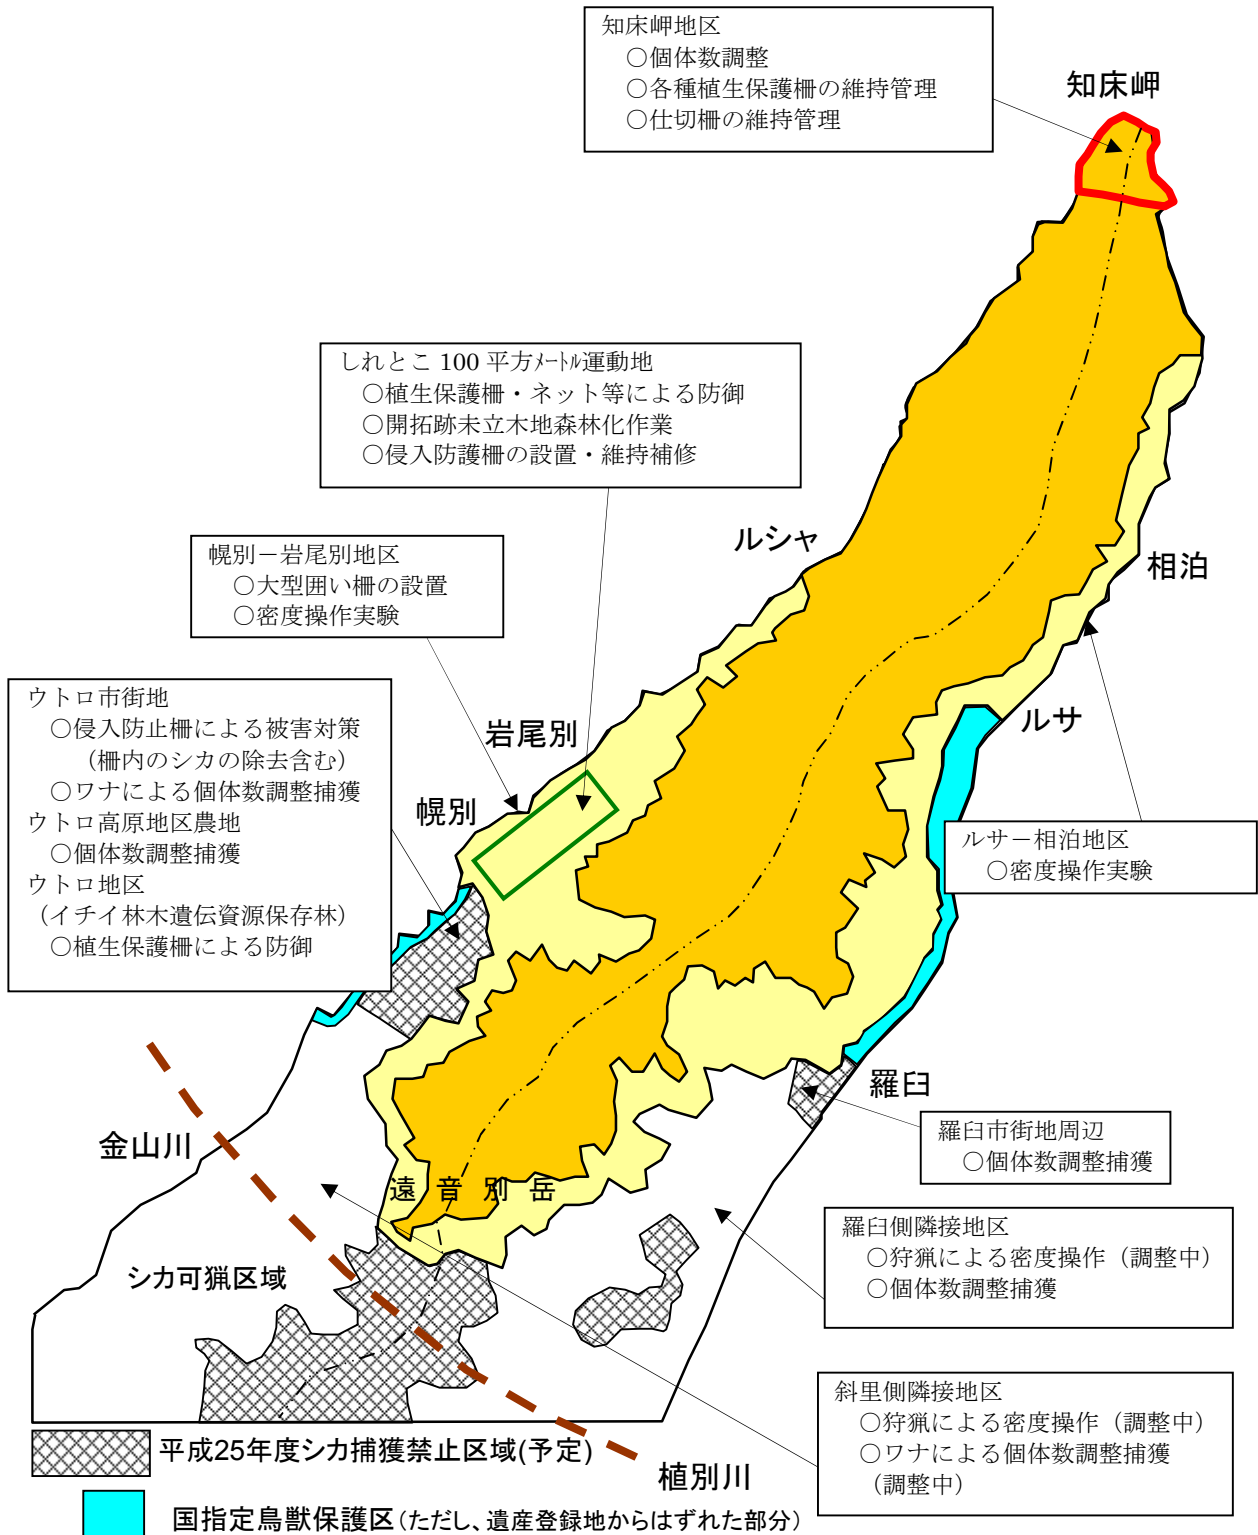 知床岬地区
○個体数調整
○各種植生保護柵の維持管理
○仕切柵の維持管理
知床岬
しれとこ 100 平方メートル運動地
○植生保護柵・ネット等による防御
○開拓跡未立木地森林化作業
○侵入防護柵の設置・維持補修
ルシャ
幌別－岩尾別地区
○大型囲い柵の設置
○密度操作実験
相泊
ウトロ市街地
○侵入防止柵による被害対策
（柵内のシカの除去含む）
○ワナによる個体数調整捕獲
ウトロ高原地区農地
○個体数調整捕獲
ウトロ地区
（イチイ林木遺伝資源保存林）
○植生保護柵による防御
岩尾別
ルサ
幌別
ルサ－相泊地区
○密度操作実験
羅臼
羅臼市街地周辺
○個体数調整捕獲
金山川
遠音別岳
羅臼側隣接地区
○狩猟による密度操作（調整中）
○個体数調整捕獲
シカ可猟区域
斜里側隣接地区
○狩猟による密度操作（調整中）
○ワナによる個体数調整捕獲
（調整中）
平成25年度シカ捕獲禁止区域(予定)
植別川
国指定鳥獣保護区(ただし、遺産登録地からはずれた部分)